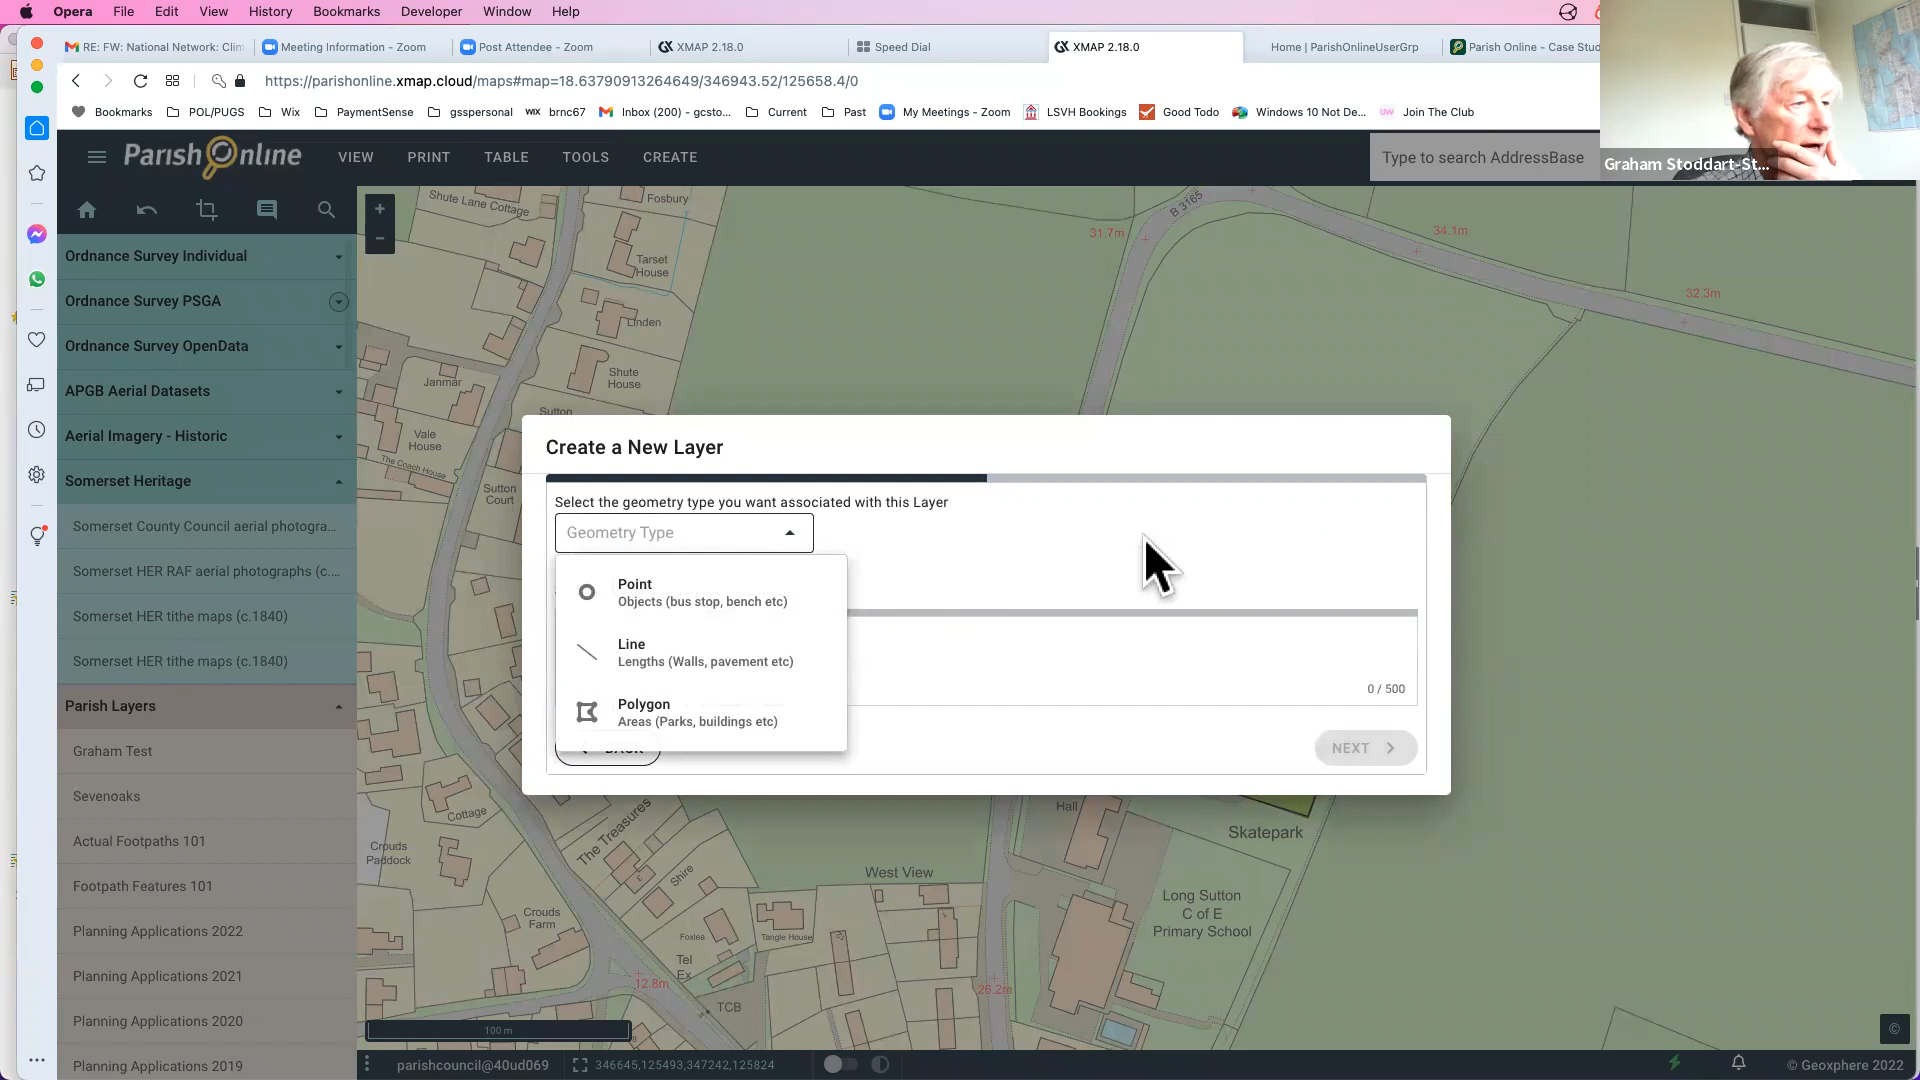 Opera File Edit View History Bookmarks Developer Window Help
RE: FW: National Network: Clim
Meeting Information - Zoom
Post Attendee - Zoom
XMAP 2.18.0
Speed Dial
XMAP 2.18.0
Home | ParishOnlineUserGrp
Parish Online - Case Stud
https://parishonline.xmap.cloud/maps#map=18.63790913264649/346943.52/125658.4/0
Bookmarks POL/PUGS Wix PaymentSense gsspersonal WIX brnc67 Inbox (200) - gcsto... Current Past My Meetings - Zoom LSVH Bookings Good Todo Windows 10 Not De... UW Join The Club
Graham Stoddart-St...
Parish Online
VIEW PRINT TABLE TOOLS CREATE
Type to search AddressBase
Ordnance Survey Individual
Ordnance Survey PSGA
Ordnance Survey OpenData
APGB Aerial Datasets
Aerial Imagery - Historic
Somerset Heritage
Somerset County Council aerial photogra...
Somerset HER RAF aerial photographs (c....
Somerset HER tithe maps (c.1840)
Somerset HER tithe maps (c.1840)
Parish Layers
Graham Test
Sevenoaks
Actual Footpaths 101
Footpath Features 101
Planning Applications 2022
Planning Applications 2021
Planning Applications 2020
Planning Applications 2019
+
-
Shute Lane Cottage
Fosbury
B 3165
31.7m
34.1m
32.3m
Tarset
House
Linden
Janmar
Shute
House
Sutton
Vale
House
The Coach House
Sutton
Court
Create a New Layer
Select the geometry type you want associated with this Layer
Geometry Type
Point
Objects (bus stop, bench etc)
Line
Lengths (Walls, pavement etc)
Polygon
Areas (Parks, buildings etc)
0 / 500
BACK
NEXT
Hall
Skatepark
Cottage
The Treasures
Crouds
Paddock
Shire
West View
Long Sutton
C of E
Primary School
Crouds
Farm
Foxlea
Tangle House
Tel
Ex
12.8m
26.2m
TCB
100 m
©
parishcouncil@40ud069
346645,125493,347242,125824
© Geoxphere 2022